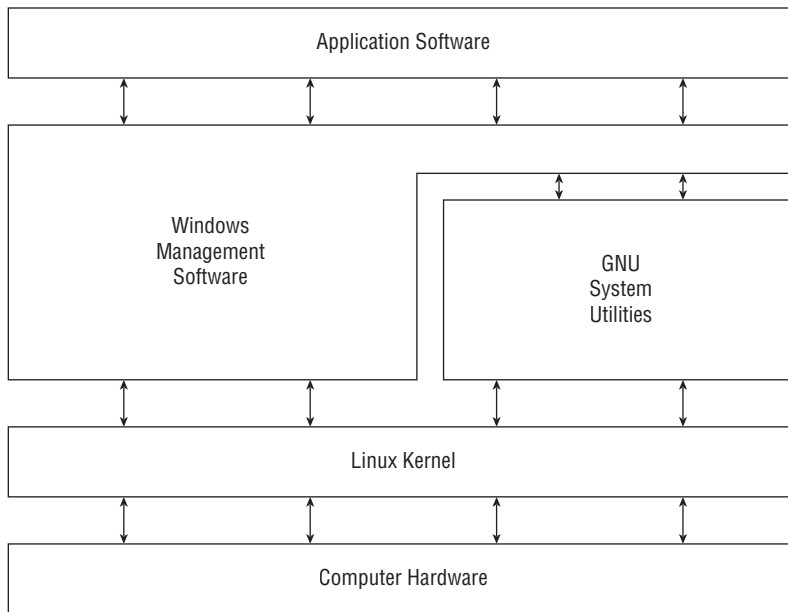 Application Software
Windows
Management
Software
GNU
System
Utilities
Linux Kernel
Computer Hardware